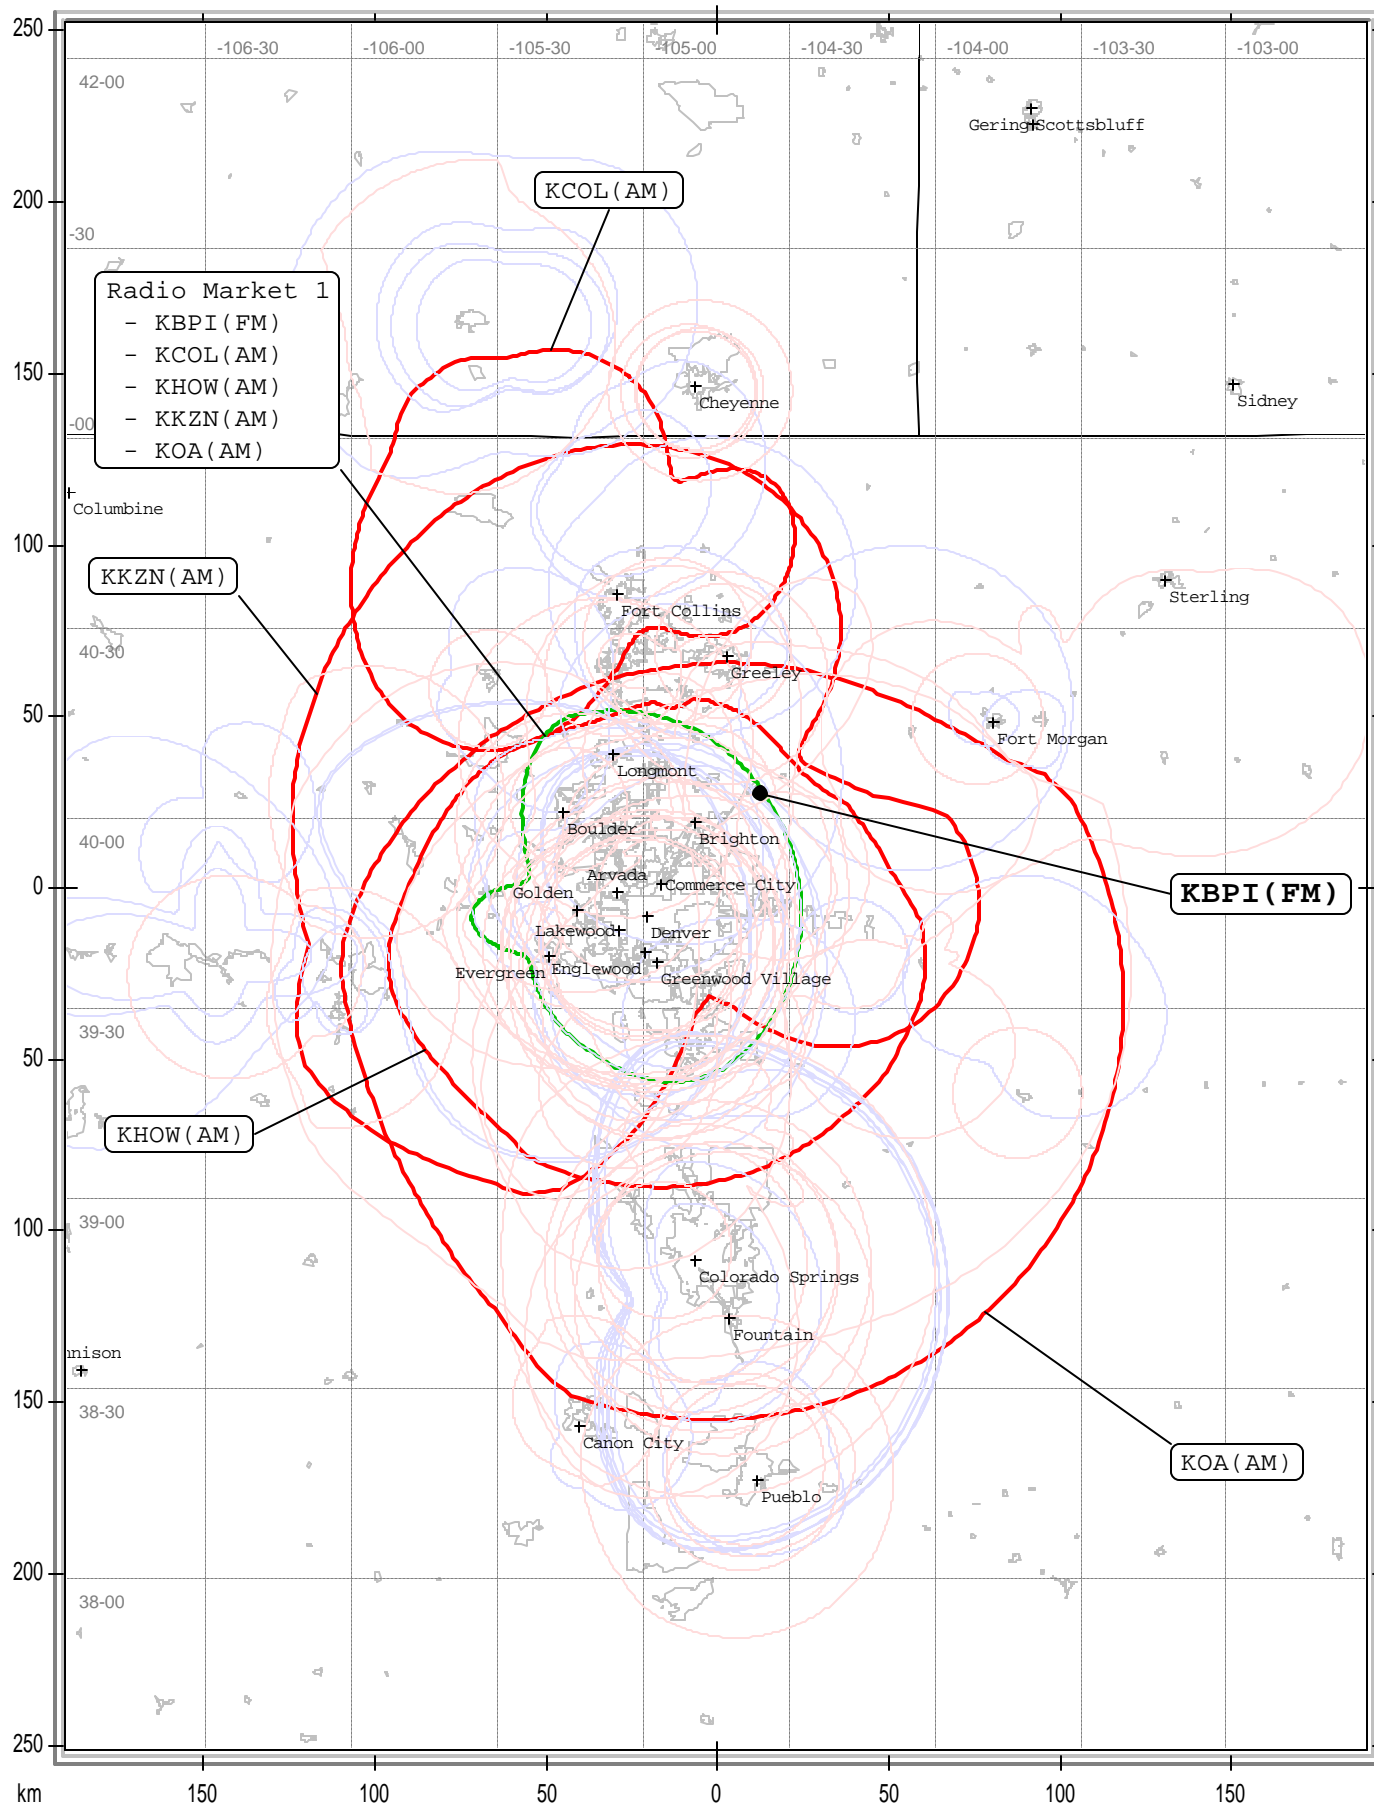 250
-106-30
-106-00
-105-30
-105-00
-104-30
-104-00
-103-30
-103-00
42-00
Gering
Scottsbluff
200
KCOL(AM)
-30
Radio Market 1
- KBPI(FM)
- KCOL(AM)
- KHOW(AM)
- KKZN(AM)
- KOA(AM)
150
Cheyenne
Sidney
-00
Columbine
100
KKZN(AM)
Sterling
Fort Collins
40-30
Greeley
50
Fort Morgan
Longmont
Boulder
Brighton
40-00
0
Arvada
Commerce City
Golden
KBPI(FM)
Lakewood
Denver
Evergreen
Englewood
Greenwood Village
39-30
50
KHOW(AM)
100
39-00
Colorado Springs
Fountain
nnison
150
38-30
Canon City
KOA(AM)
Pueblo
200
38-00
250
km
150
100
50
0
50
100
150